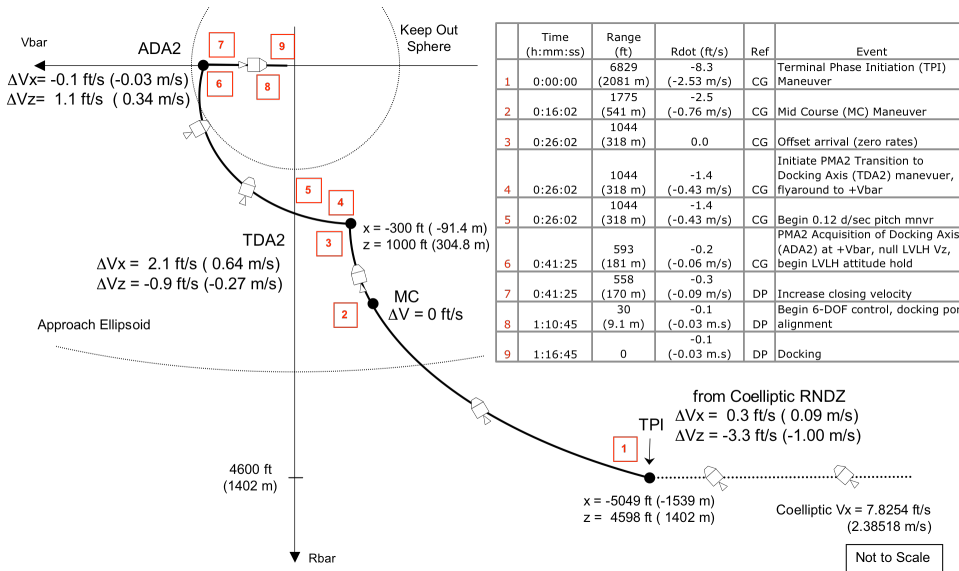 Vbar
ADA2
7
9
Keep Out
Sphere
ΔVx= -0.1 ft/s (-0.03 m/s)
ΔVz= 1.1 ft/s ( 0.34 m/s)
6
8
5
4
x = -300 ft ( -91.4 m)
z = 1000 ft (304.8 m)
3
TDA2
ΔVx = 2.1 ft/s ( 0.64 m/s)
ΔVz = -0.9 ft/s (-0.27 m/s)
2
MC
ΔV = 0 ft/s
Approach Ellipsoid
from Coelliptic RNDZ
ΔVx = 0.3 ft/s ( 0.09 m/s)
ΔVz = -3.3 ft/s (-1.00 m/s)
TPI
1
4600 ft
(1402 m)
x = -5049 ft (-1539 m)
z = 4598 ft ( 1402 m)
Coelliptic Vx = 7.8254 ft/s
(2.38518 m/s)
Rbar
Not to Scale
Time (h:mm:ss) Range (ft) Rdot (ft/s) Ref Event
1 0:00:00 6829 (2081 m) -8.3 (-2.53 m/s) CG Terminal Phase Initiation (TPI) Maneuver
2 0:16:02 1775 (541 m) -2.5 (-0.76 m/s) CG Mid Course (MC) Maneuver
3 0:26:02 1044 (318 m) 0.0 CG Offset arrival (zero rates)
4 0:26:02 1044 (318 m) -1.4 (-0.43 m/s) CG Initiate PMA2 Transition to Docking Axis (TDA2) manevuer, flyaround to +Vbar
5 0:26:02 1044 (318 m) -1.4 (-0.43 m/s) CG Begin 0.12 d/sec pitch mnvr
6 0:41:25 593 (181 m) -0.2 (-0.06 m/s) CG PMA2 Acquisition of Docking Axis (ADA2) at +Vbar, null LVLH Vz, begin LVLH attitude hold
7 0:41:25 558 (170 m) -0.3 (-0.09 m/s) DP Increase closing velocity
8 1:10:45 30 (9.1 m) -0.1 (-0.03 m.s) DP Begin 6-DOF control, docking por alignment
9 1:16:45 0 -0.1 (-0.03 m.s) DP Docking